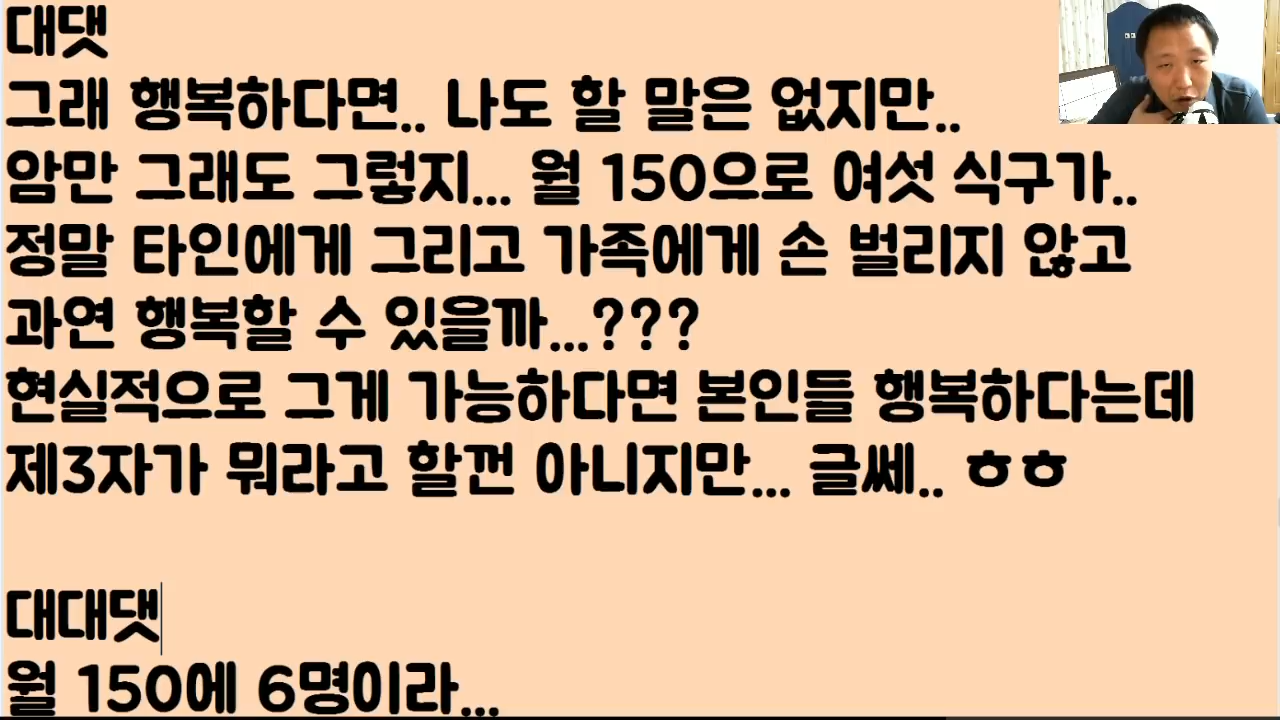 대댓
그래 행복하다면.. 나도 할 말은 없지만..
암만 그래도 그렇지... 월 150으로 여섯 식구가..
정말 타인에게 그리고 가족에게 손 벌리지 않고
과연 행복할 수 있을까...???
현실적으로 그게 가능하다면 본인들 행복하다는데
제3자가 뭐라고 할껀 아니지만... 글쎄.. ㅎㅎ
대대댓
월 150에 6명이라...